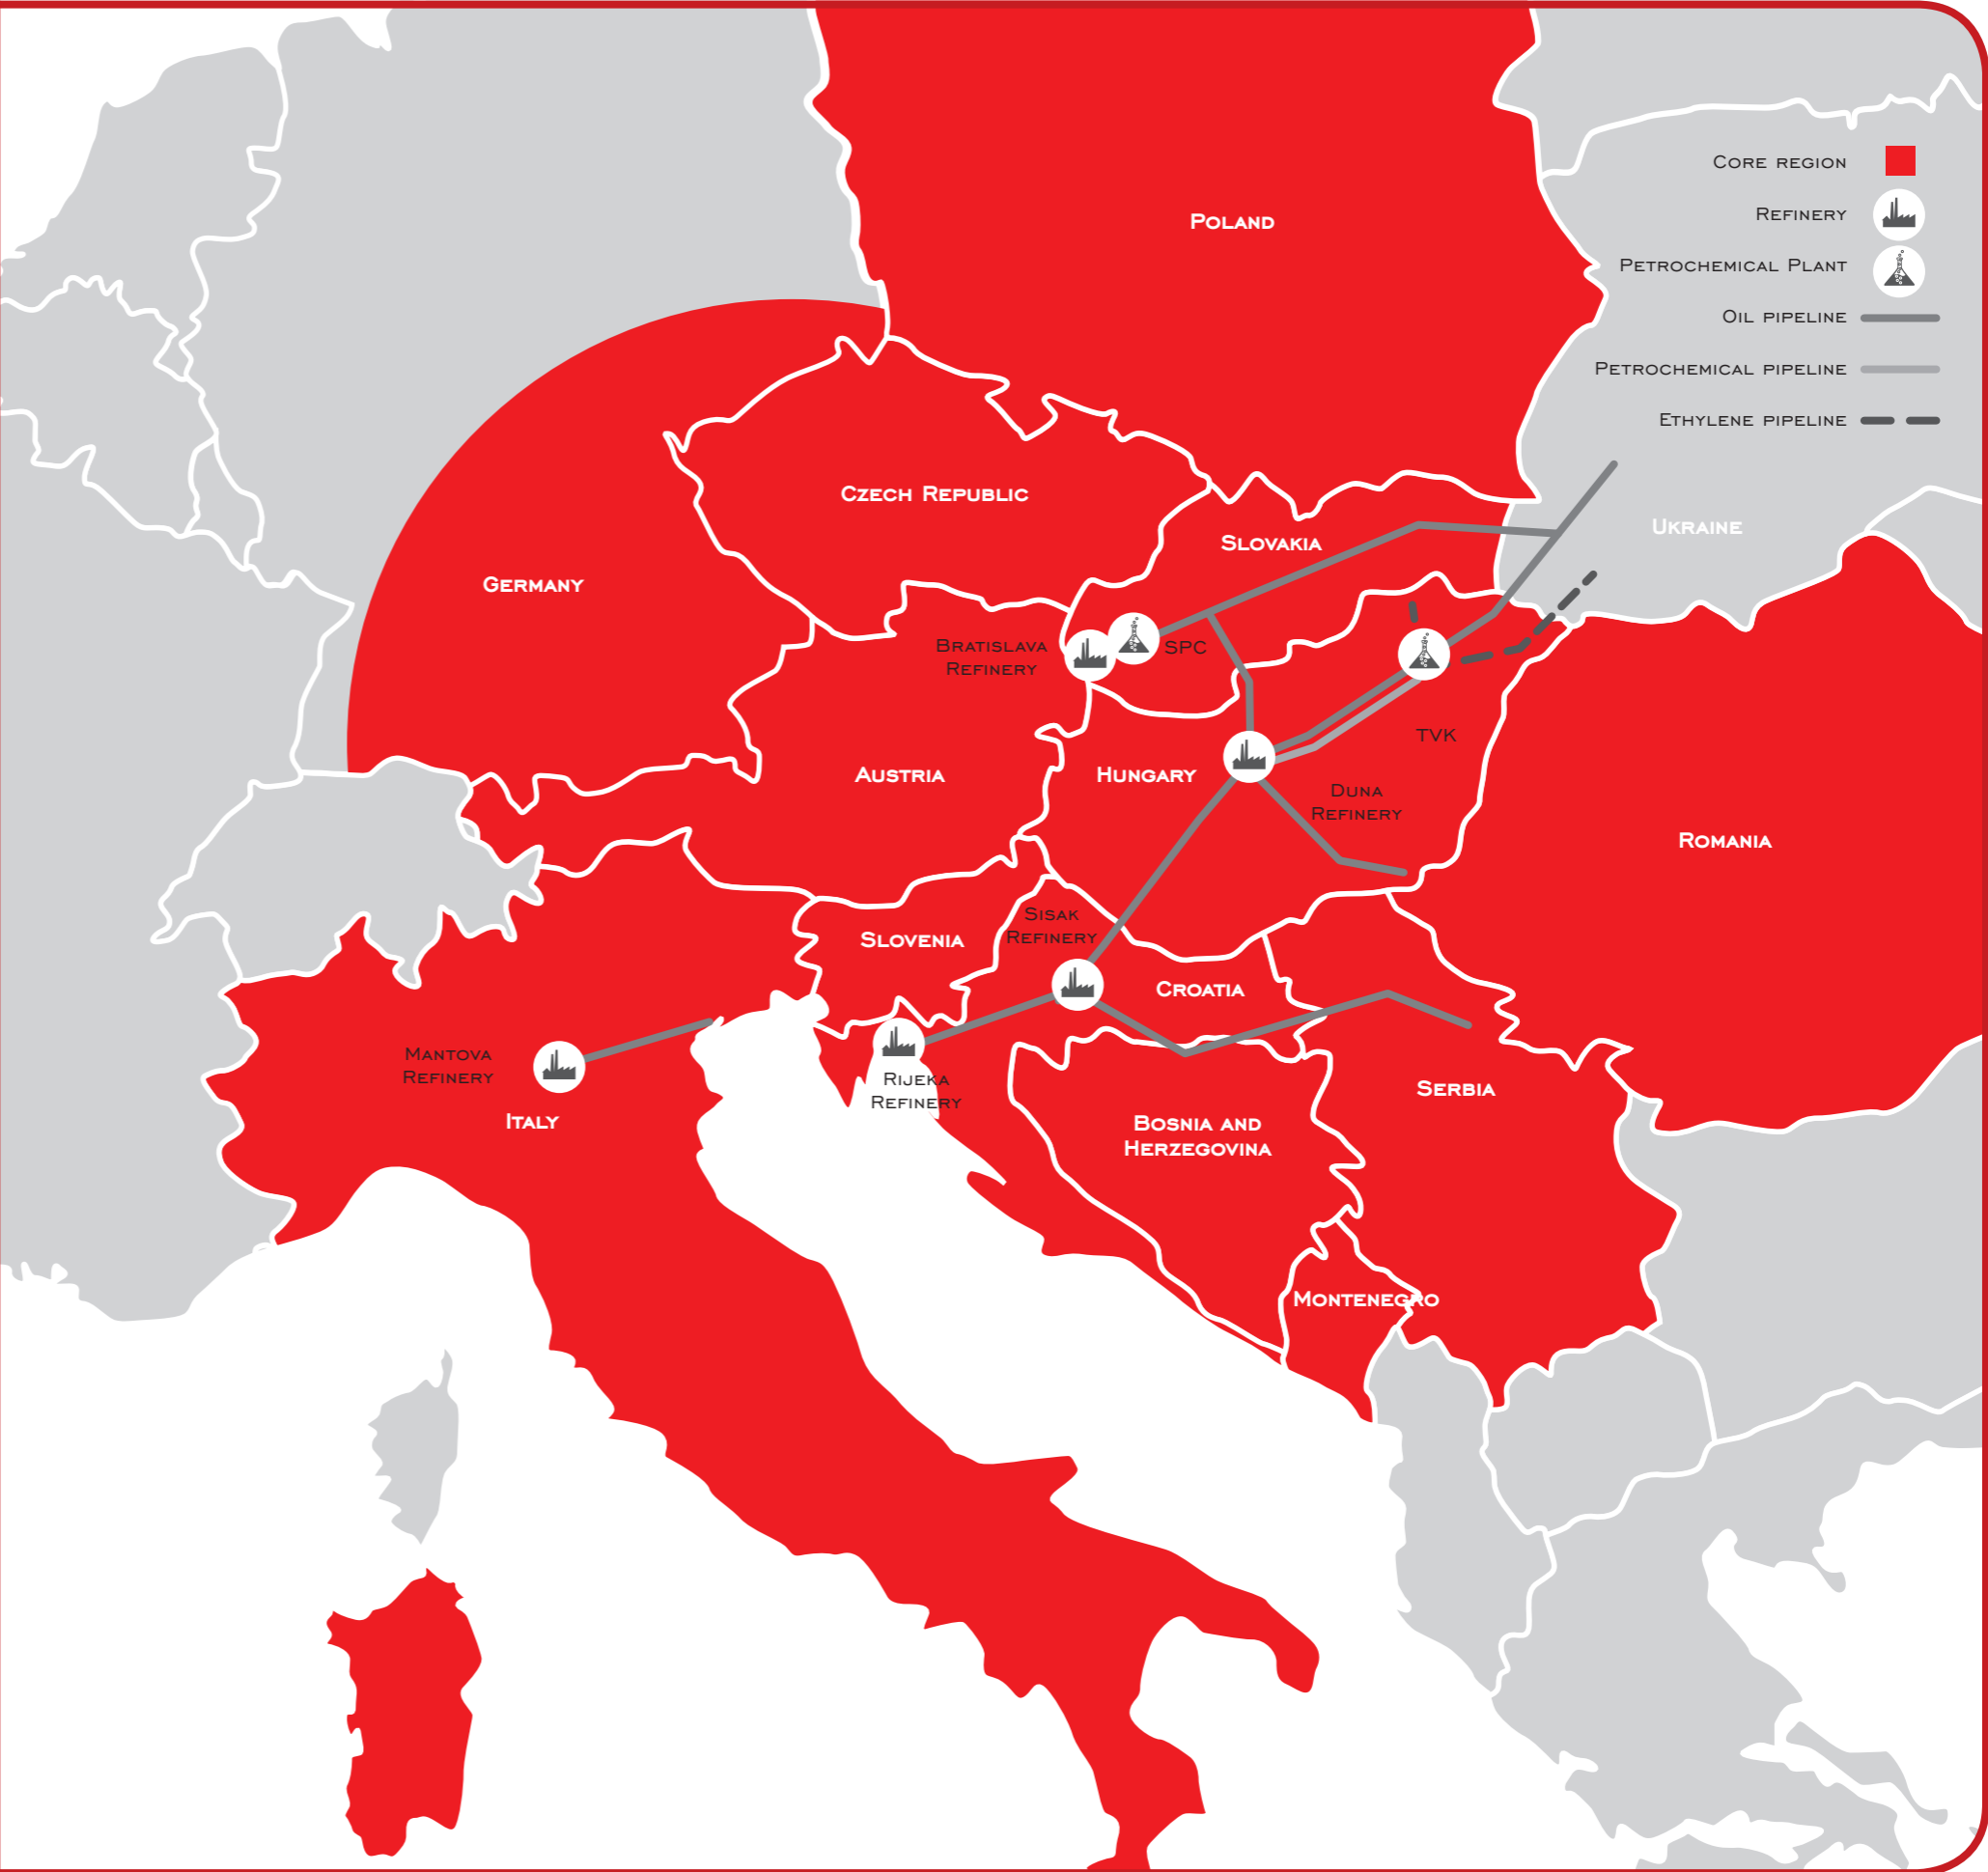 Core region
Refinery
Petrochemical Plant
Oil pipeline
Petrochemical pipeline
Ethylene pipeline
Poland
Czech Republic
Slovakia
Ukraine
Germany
Bratislava
Refinery
SPC
TVK
Austria
Hungary
Duna
Refinery
Romania
Sisak
Refinery
Slovenia
Croatia
Mantova
Refinery
Italy
Rijeka
Refinery
Serbia
Bosnia and
Herzegovina
Montenegro